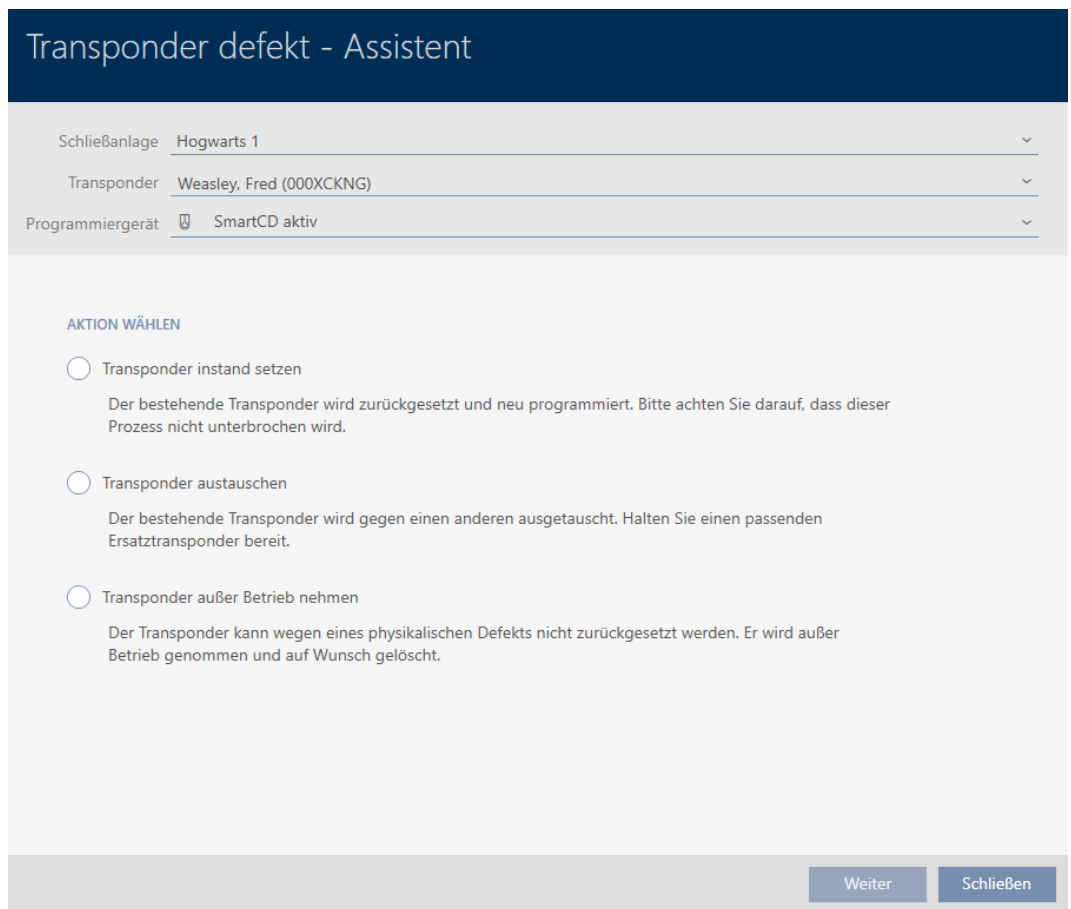 Transponder defekt - Assistent
Schließanlage Hogwarts 1
Transponder Weasley, Fred (000XCKNG)
Programmiergerät SmartCD aktiv
AKTION WÄHLEN
Transponder instand setzen
Der bestehende Transponder wird zurückgesetzt und neu programmiert. Bitte achten Sie darauf, dass dieser
Prozess nicht unterbrochen wird.
Transponder austauschen
Der bestehende Transponder wird gegen einen anderen ausgetauscht. Halten Sie einen passenden
Ersatztransponder bereit.
Transponder außer Betrieb nehmen
Der Transponder kann wegen eines physikalischen Defekts nicht zurückgesetzt werden. Er wird außer
Betrieb genommen und auf Wunsch gelöscht.
Weiter Schließen